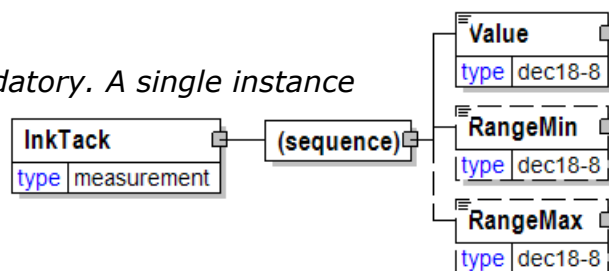 Value
type dec18-8
datory. A single instance
RangeMin
type dec18-8
InkTack
type measurement
(sequence)
RangeMax
type dec18-8